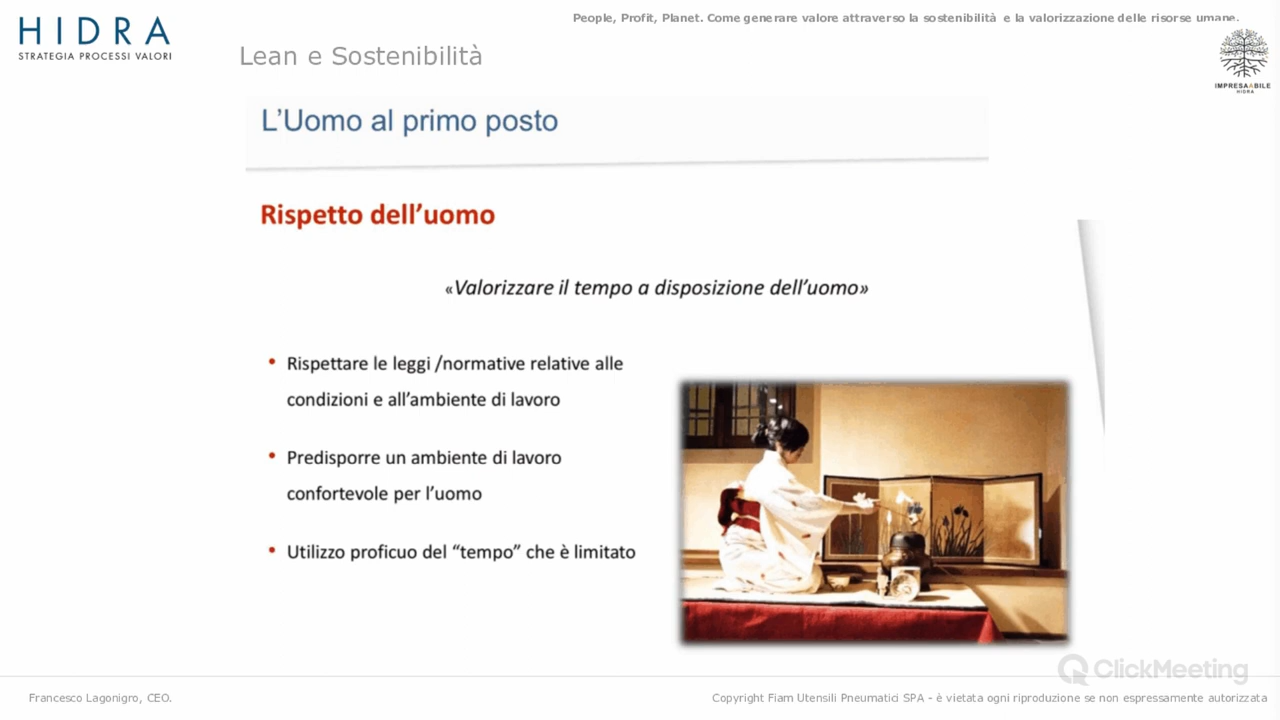 HIDRA
STRATEGIA PROCESSI VALORI
People, Profit, Planet. Come generare valore attraverso la sostenibilità e la valorizzazione delle risorse umane.
Lean e Sostenibilità
IMPRESAABILE
HIDRA
L'Uomo al primo posto
Rispetto dell'uomo
«Valorizzare il tempo a disposizione dell'uomo»
• Rispettare le leggi /normative relative alle
condizioni e all'ambiente di lavoro
• Predisporre un ambiente di lavoro
confortevole per l'uomo
• Utilizzo proficuo del “tempo” che è limitato
ClickMeeting
Francesco Lagonigro, CEO.
Copyright Fiam Utensili Pneumatici SPA - è vietata ogni riproduzione se non espressamente autorizzata